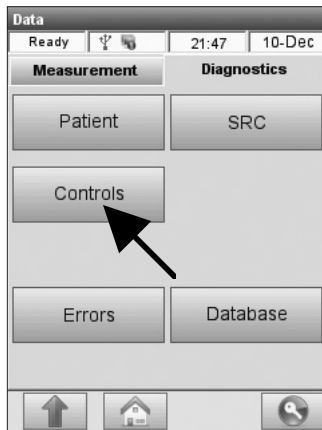 Data
Ready 21:47 10-Dec
Measurement Diagnostics
Patient SRC
Controls
Errors Database